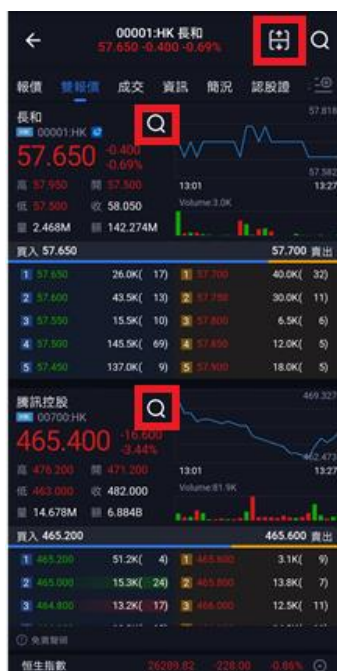 00001:HK 長和
57.650 -0.400 -0.69%
報價 雙報價 成交 資訊 簡況 認股證
長和
00001:HK
57.818
57.650 -0.400
-0.69%
57.582
高 57.950 開 57.500 13:01 13:27
低 57.500 收 58.050 Volume:3.0K
量 2.468M 額 142.274M
買入 57.650 57.700 賣出
1 57.650 26.0K( 17) 1 57.700 40.0K( 32)
2 57.600 43.5K( 13) 2 57.750 30.0K( 11)
3 57.550 15.5K( 10) 3 57.800 6.5K( 6)
4 57.500 145.5K( 69) 4 57.850 12.0K( 5)
5 57.450 137.0K( 9) 5 57.900 18.0K( 5)
騰訊控股
00700:HK
469.327
465.400 -16.600
-3.44%
462.473
高 476.200 開 471.200 13:01 13:27
低 463.000 收 482.000 Volume:81.9K
量 14.678M 額 6.884B
買入 465.200 465.600 賣出
1 465.200 51.2K( 4) 1 465.600 3.1K( 9)
2 465.000 15.3K( 24) 2 465.800 13.8K( 7)
3 464.800 13.2K( 17) 3 466.000 12.5K( 11)
免責聲明
恒生指數 26289.82 -228.00 -0.86%